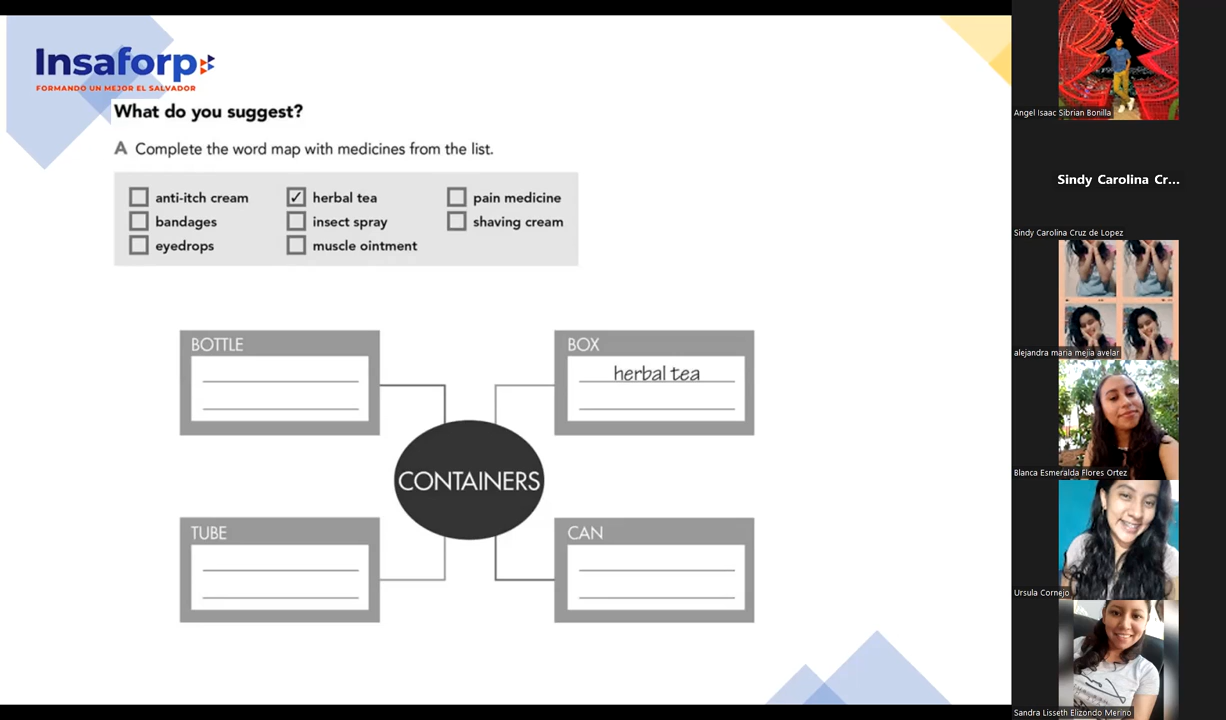 Insaforp
FORMANDO UN MEJOR EL SALVADOR
What do you suggest?
A Complete the word map with medicines from the list.
anti-itch cream
bandages
eyedrops
✓ herbal tea
insect spray
muscle ointment
pain medicine
shaving cream
BOTTLE
BOX
herbal tea
CONTAINERS
TUBE
CAN
Angel Isaac Sibrian Bonilla
Sindy Carolina Cr...
Sindy Carolina Cruz de Lopez
alejandra maria mejia avelar
Blanca Esmeralda Flores Ortez
Ursula Cornejo
Sandra Lisseth Elizondo Merino